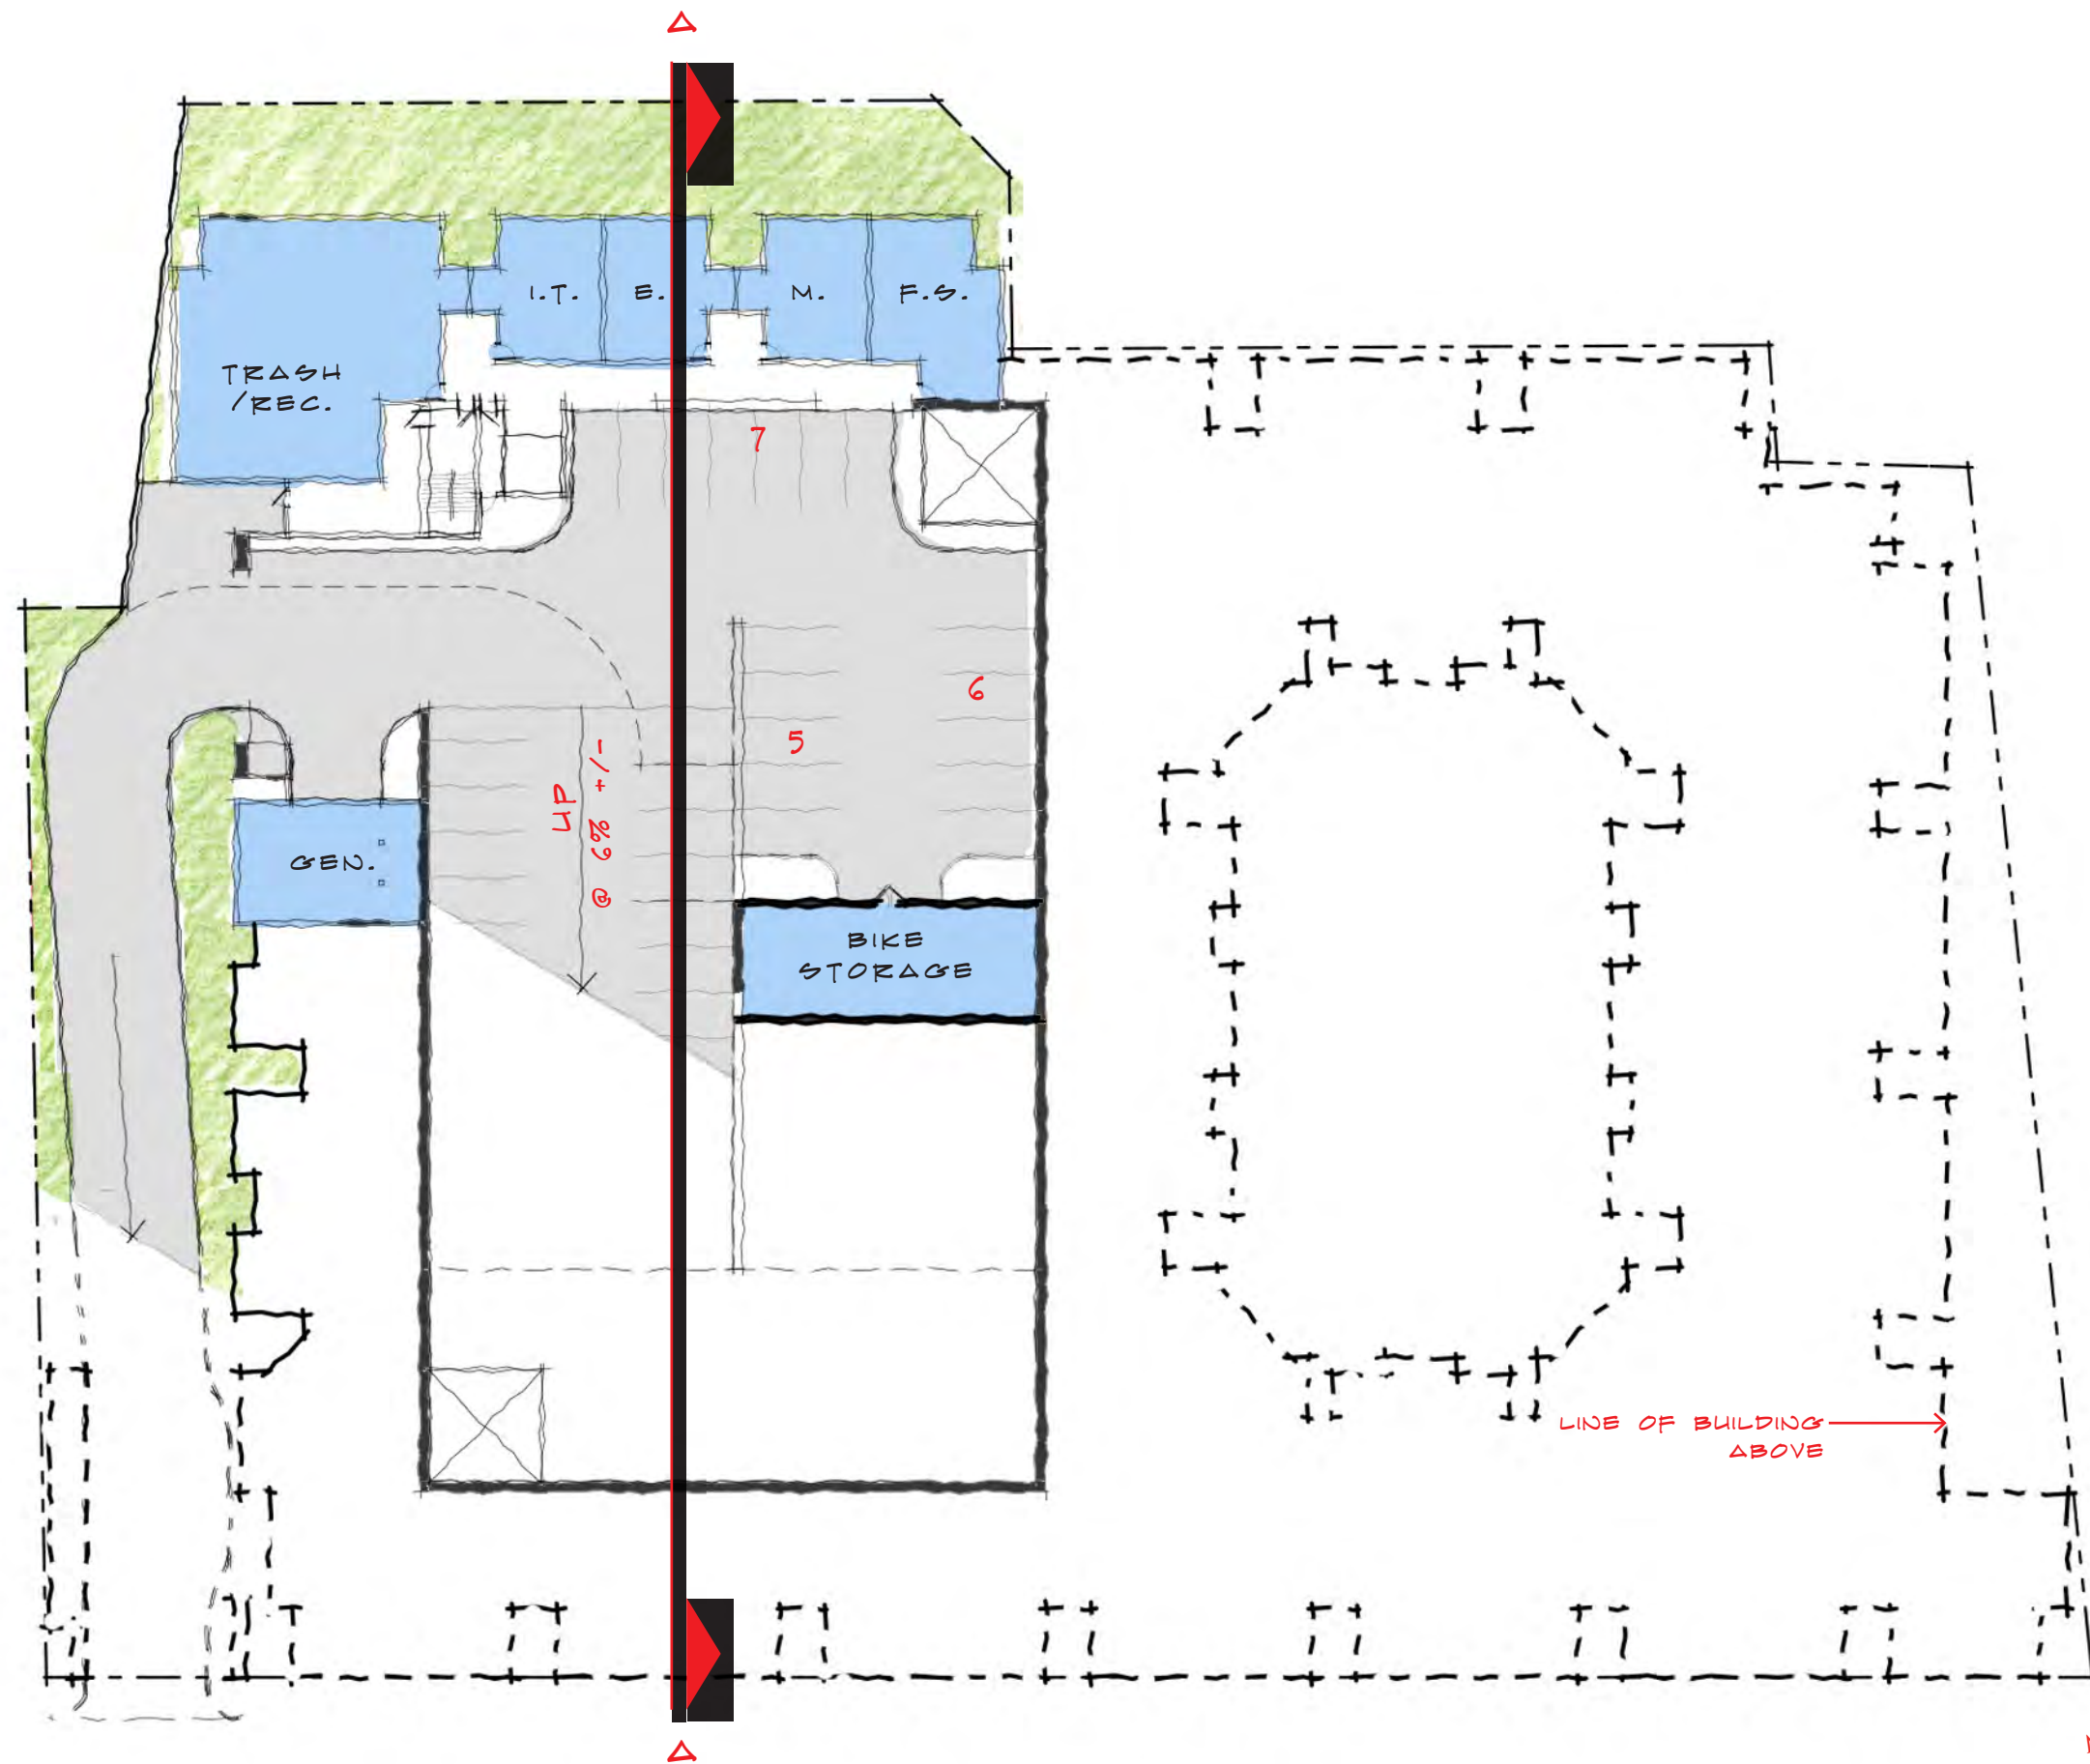 A
I.T.
E.
M.
F.S.
TRASH
/REC.
7
6
5
UP
@ 6% +/-
GEN.
BIKE
STORAGE
LINE OF BUILDING
ABOVE
A